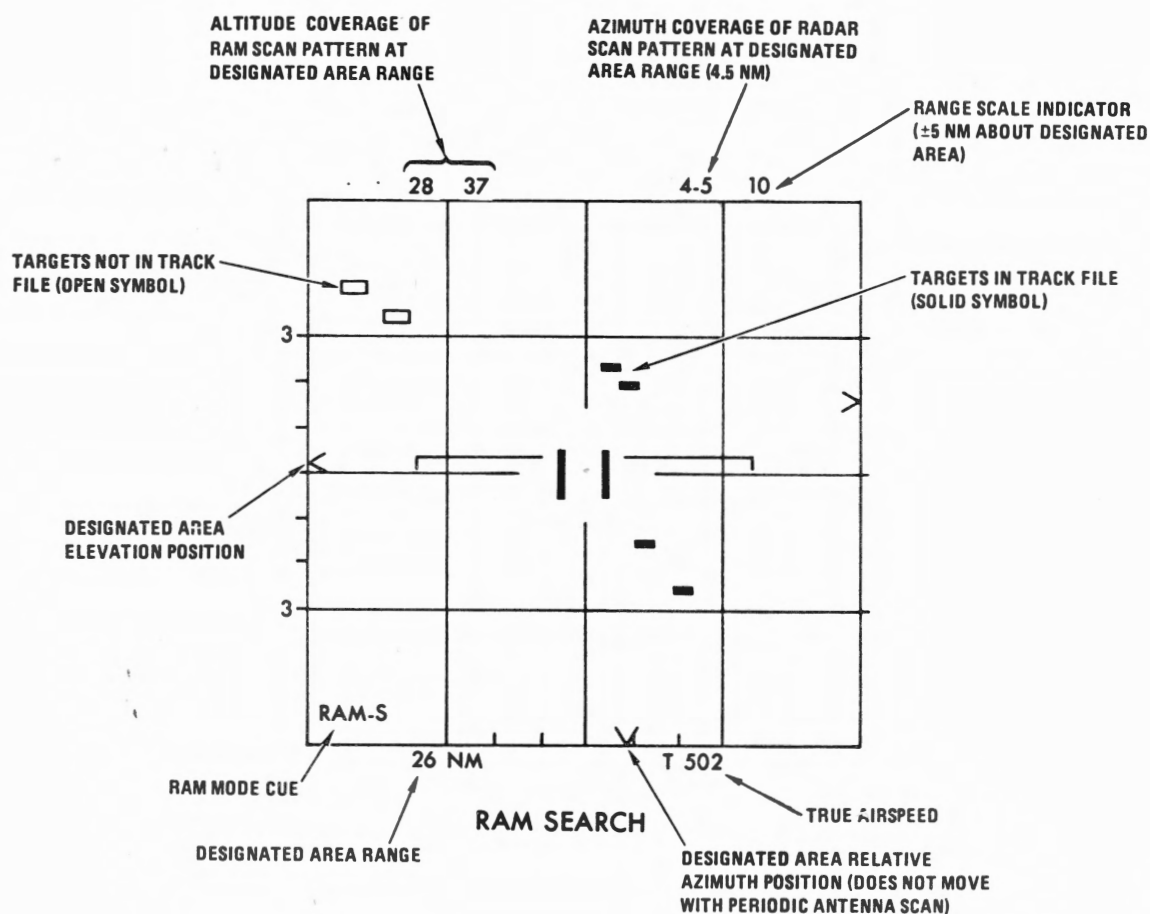 ALTITUDE COVERAGE OF
RAM SCAN PATTERN AT
DESIGNATED AREA RANGE
AZIMUTH COVERAGE OF RADAR
SCAN PATTERN AT DESIGNATED
AREA RANGE (4.5 NM)
RANGE SCALE INDICATOR
(±5 NM ABOUT DESIGNATED
AREA)
28 37
4-5 10
TARGETS NOT IN TRACK
FILE (OPEN SYMBOL)
TARGETS IN TRACK FILE
(SOLID SYMBOL)
3
DESIGNATED AREA
ELEVATION POSITION
3
RAM-S
26 NM
T 502
RAM MODE CUE
RAM SEARCH
TRUE AIRSPEED
DESIGNATED AREA RANGE
DESIGNATED AREA RELATIVE
AZIMUTH POSITION (DOES NOT MOVE
WITH PERIODIC ANTENNA SCAN)